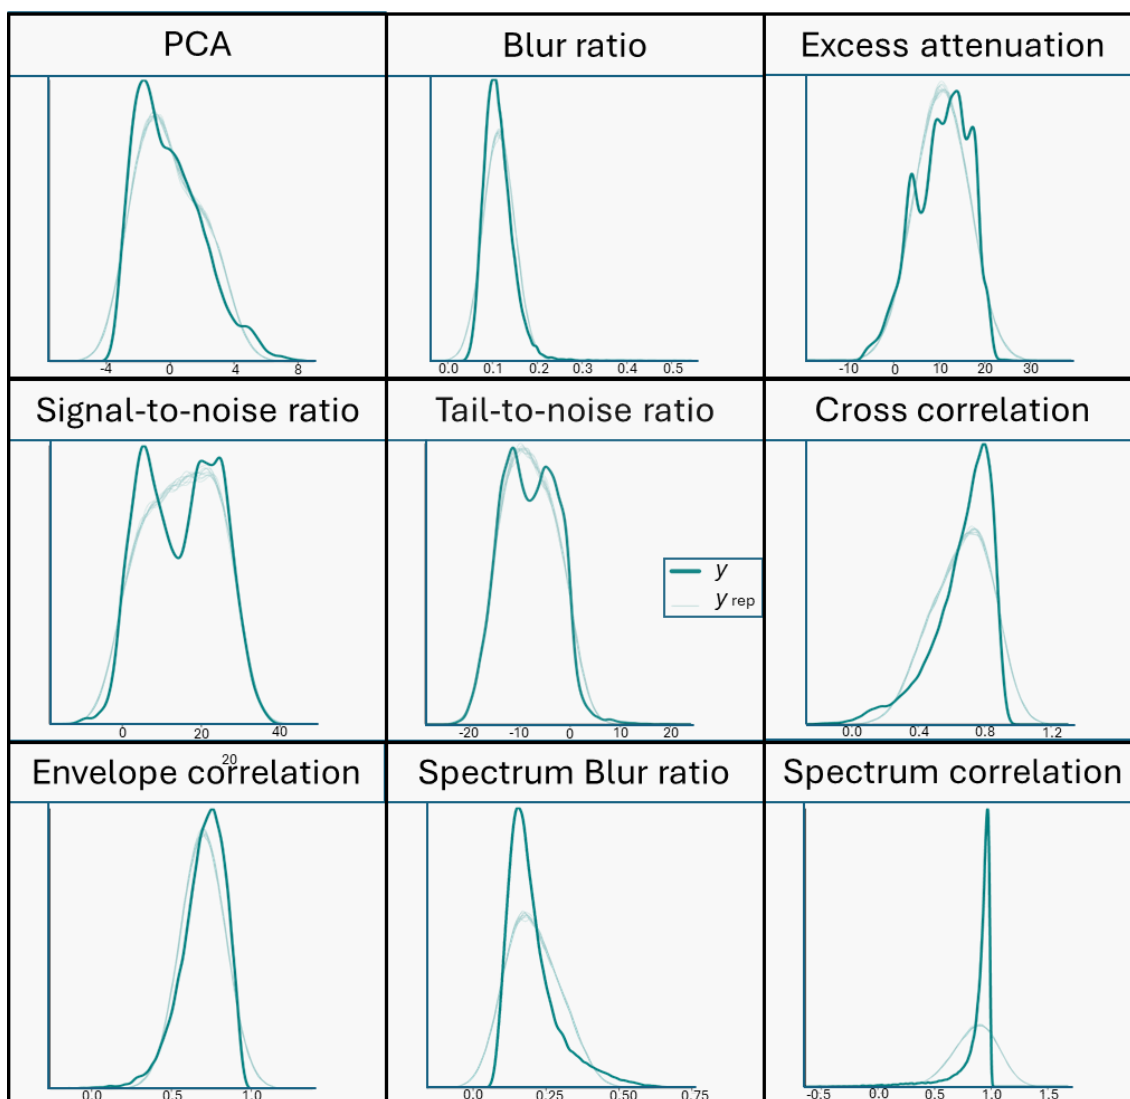 PCA
Blur ratio
Excess attenuation
-4 0 4 8
0.0 0.1 0.2 0.3 0.4 0.5
-10 0 10 20 30
Signal-to-noise ratio
Tail-to-noise ratio
Cross correlation
y
y rep
0 20 40
-20 -10 0 10 20
0.0 0.4 0.8 1.2
20
Envelope correlation
Spectrum Blur ratio
Spectrum correlation
0.0 0.5 1.0
0.0 0.25 0.50 0.75
-0.5 0.0 0.5 1.0 1.5